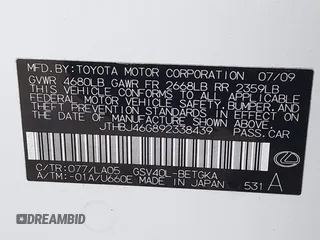 MFD.BY:TOYOTA MOTOR CORPORATION 07/09
GVWR 4680LB GAWR FR 2668LB RR 2359LB
THIS VEHICLE CONFORMS TO ALL APPLICABLE
FEDERAL MOTOR VEHICLE SAFETY,BUMPER,AND
THEFT PREVENTION STANDARDS IN EFFECT ON
THE DATE OF MANUFACTURE SHOWN ABOVE.
JTHBJ46G892338439 PASS.CAR
C/TR:077/LA05 GSV40L-BETGKA
A/TM:-01A/U660E MADE IN JAPAN 531 A
DREAMBID